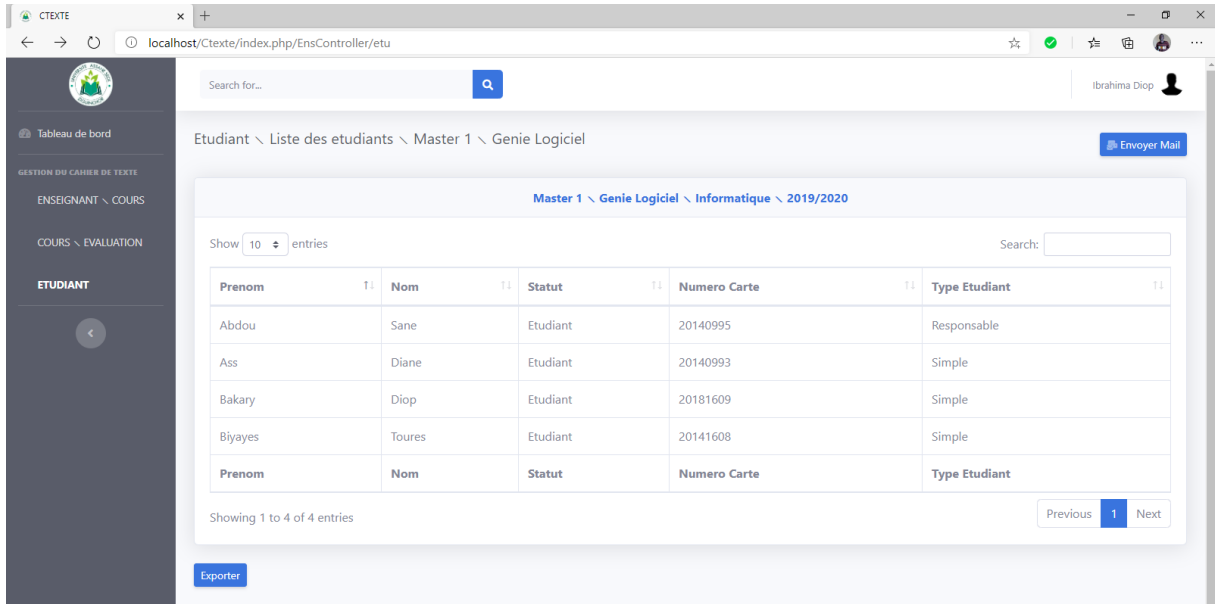 CTEXTE
localhost/Ctexte/index.php/EnsController/etu
Search for...
Ibrahima Diop
Tableau de bord
GESTION DU CAHIER DE TEXTE
ENSEIGNANT \ COURS
COURS \ EVALUATION
ETUDIANT
Etudiant \ Liste des etudiants \ Master 1 \ Genie Logiciel
Envoyer Mail
Master 1 \ Genie Logiciel \ Informatique \ 2019/2020
Show 10 entries
Search:
Prenom Nom Statut Numero Carte Type Etudiant
Abdou Sane Etudiant 20140995 Responsable
Ass Diane Etudiant 20140993 Simple
Bakary Diop Etudiant 20181609 Simple
Biyayes Toures Etudiant 20141608 Simple
Prenom Nom Statut Numero Carte Type Etudiant
Showing 1 to 4 of 4 entries
Previous 1 Next
Exporter